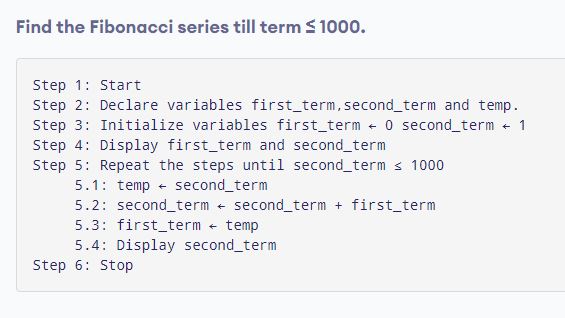 Find the Fibonacci series till term ≤ 1000.
Step 1: Start
Step 2: Declare variables first_term,second_term and temp.
Step 3: Initialize variables first_term ← 0 second_term ← 1
Step 4: Display first_term and second_term
Step 5: Repeat the steps until second_term ≤ 1000
5.1: temp ← second_term
5.2: second_term ← second_term + first_term
5.3: first_term ← temp
5.4: Display second_term
Step 6: Stop